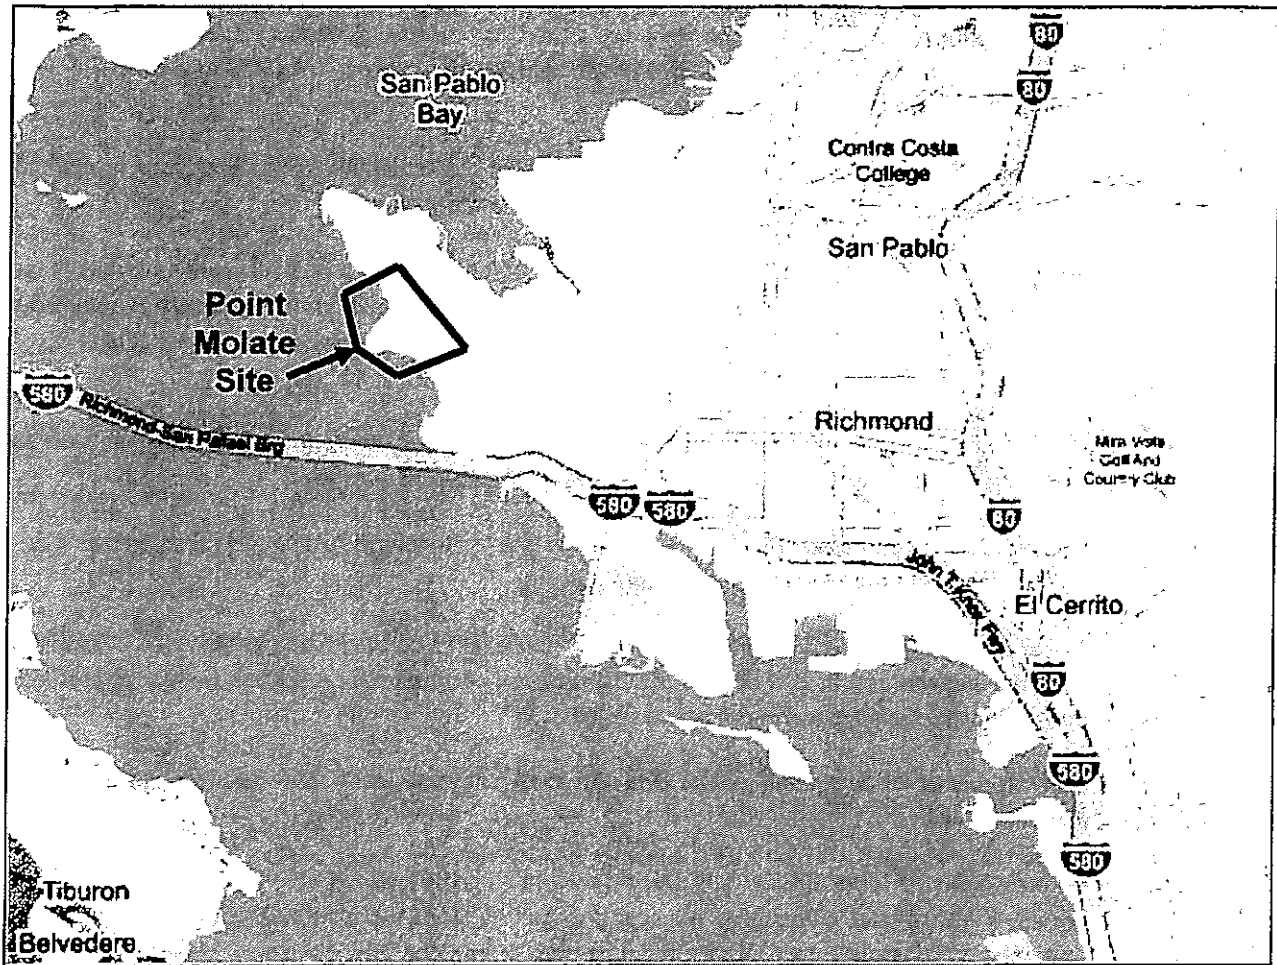 80
80
San Pablo
Bay
Contra Costa
College
San Pablo
Point
Molate
Site
580
Richmond-San Rafael Brg
Richmond
Mira Vista
Golf And
Country Club
580
580
80
John T Knox Fwy
El Cerrito
80
580
580
Tiburon
Belvedere